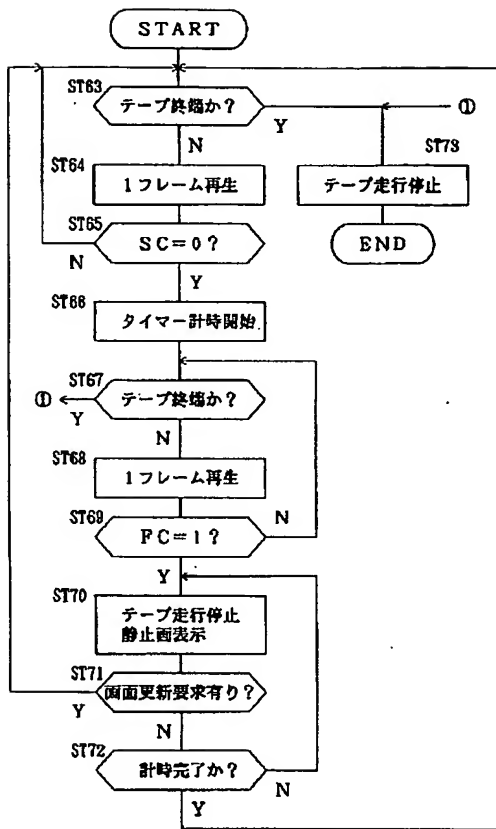 START
ST63
テープ終端か?
Y
①
N
ST73
ST64
1フレーム再生
テープ走行停止
ST65
SC=0?
END
N
Y
ST66
タイマー計時開始
ST67
テープ終端か?
①
Y
N
ST68
1フレーム再生
ST69
FC=1?
N
Y
ST70
テープ走行停止
静止画表示
ST71
画面更新要求有り?
Y
N
ST72
計時完了か?
N
Y